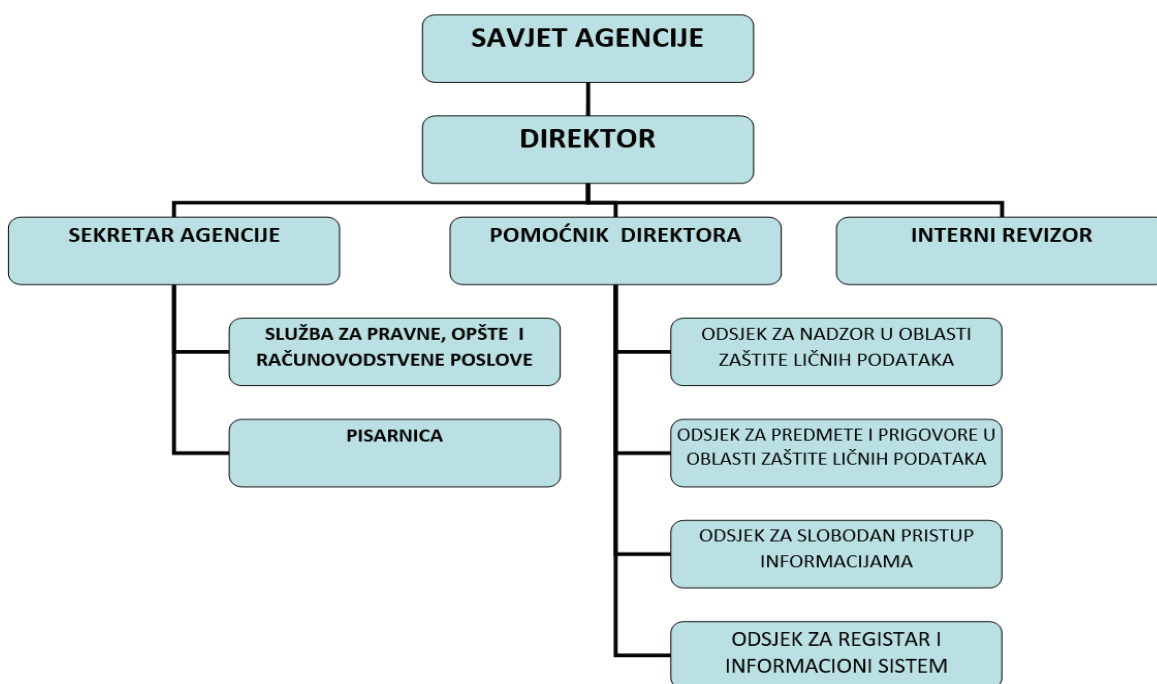 SAVJET AGENCIJE
DIREKTOR
SEKRETAR AGENCIJE
POMOĆNIK DIREKTORA
INTERNI REVIZOR
SLUŽBA ZA PRAVNE, OPŠTE I
RAČUNOVODSTVENE POSLOVE
PISARNICA
ODSJEK ZA NADZOR U OBLASTI
ZAŠTITE LIČNIH PODATAKA
ODSJEK ZA PREDMETE I PRIGOVORE U
OBLASTI ZAŠTITE LIČNIH PODATAKA
ODSJEK ZA SLOBODAN PRISTUP
INFORMACIJAMA
ODSJEK ZA REGISTAR I
INFORMACIONI SISTEM